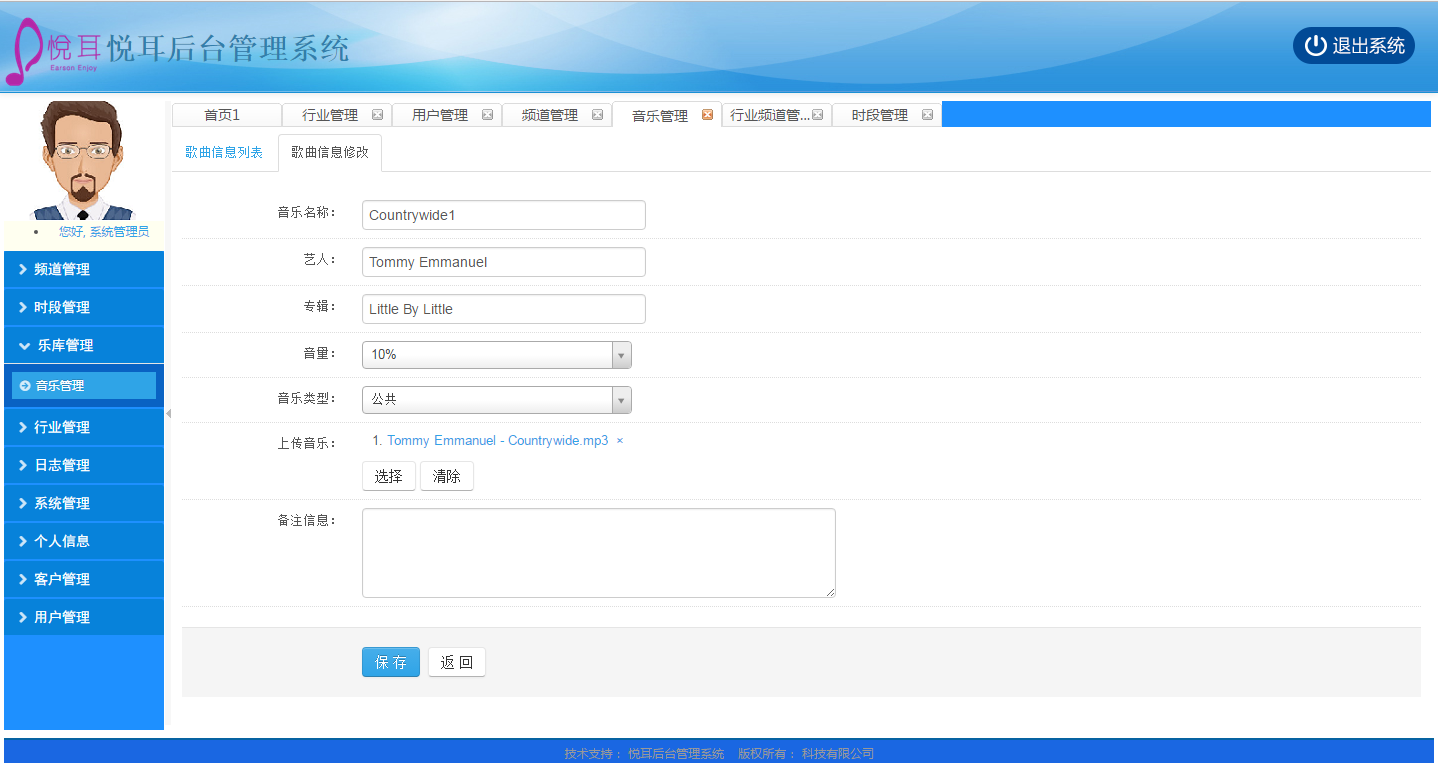 悦耳 悦耳后台管理系统
Earson Enjoy
退出系统
首页1 行业管理 用户管理 频道管理 音乐管理 行业频道管... 时段管理
歌曲信息列表 歌曲信息修改
您好, 系统管理员
频道管理
时段管理
乐库管理
音乐管理
行业管理
日志管理
系统管理
个人信息
客户管理
用户管理
音乐名称： Countrywide1
艺人： Tommy Emmanuel
专辑： Little By Little
音量： 10%
音乐类型： 公共
上传音乐： 1. Tommy Emmanuel - Countrywide.mp3 ×
选择 清除
备注信息：
保 存 返 回
技术支持： 悦耳后台管理系统 版权所有： 科技有限公司